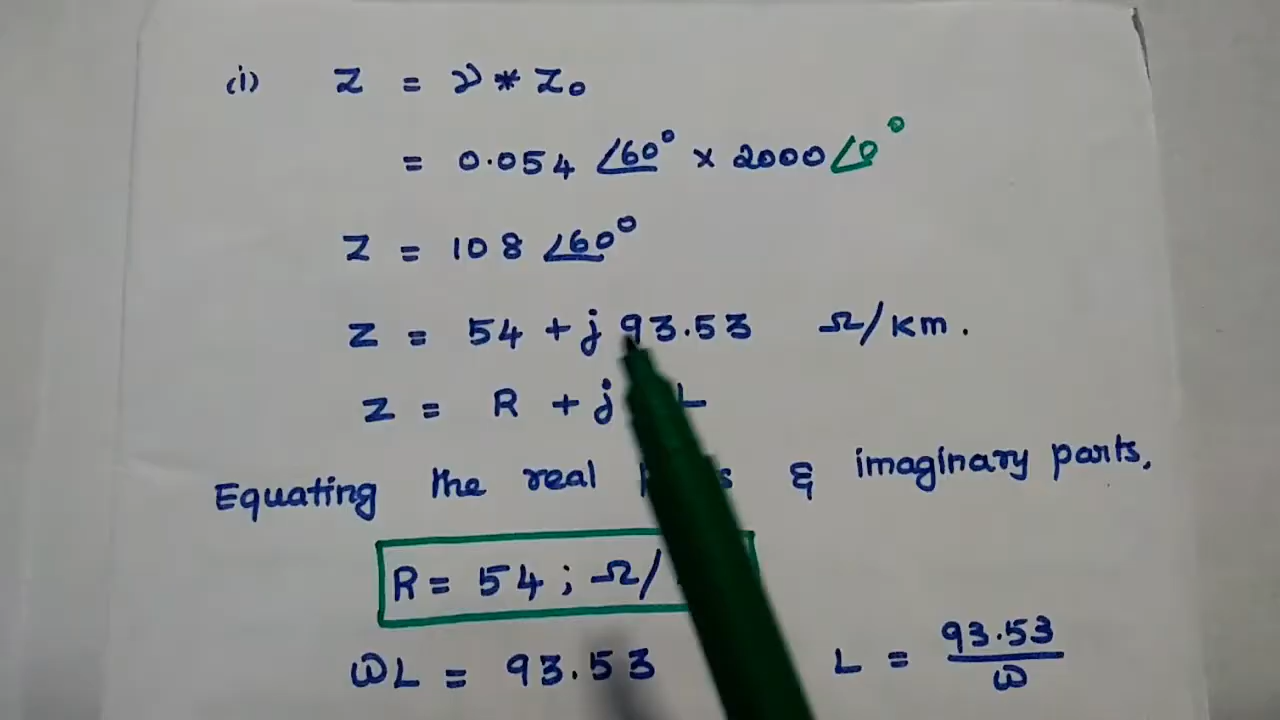 (i) Z = γ * Z₀
= 0.054 ∠60° × 2000 ∠0°
Z = 108 ∠60°
Z = 54 + j 93.53 Ω/km.
Z = R + j L
Equating the real & imaginary parts,
R = 54 ; Ω/
ωL = 93.53 L = 93.53/ω